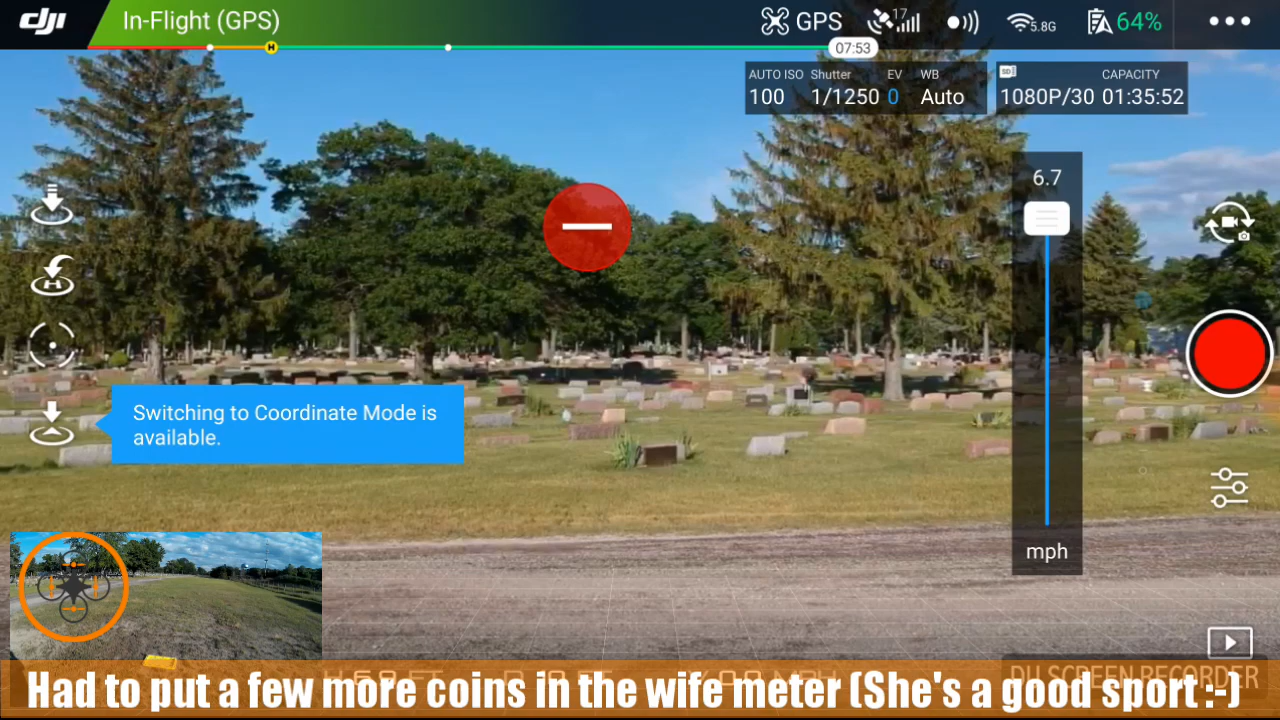 dji In-Flight (GPS) GPS 17 5.8G 64%
H 07:53
AUTO ISO Shutter EV WB SD CAPACITY
100 1/1250 0 Auto 1080P/30 01:35:52
6.7
Switching to Coordinate Mode is
available.
mph
DU SCREEN RECORDER
Had to put a few more coins in the wife meter (She's a good sport :-)